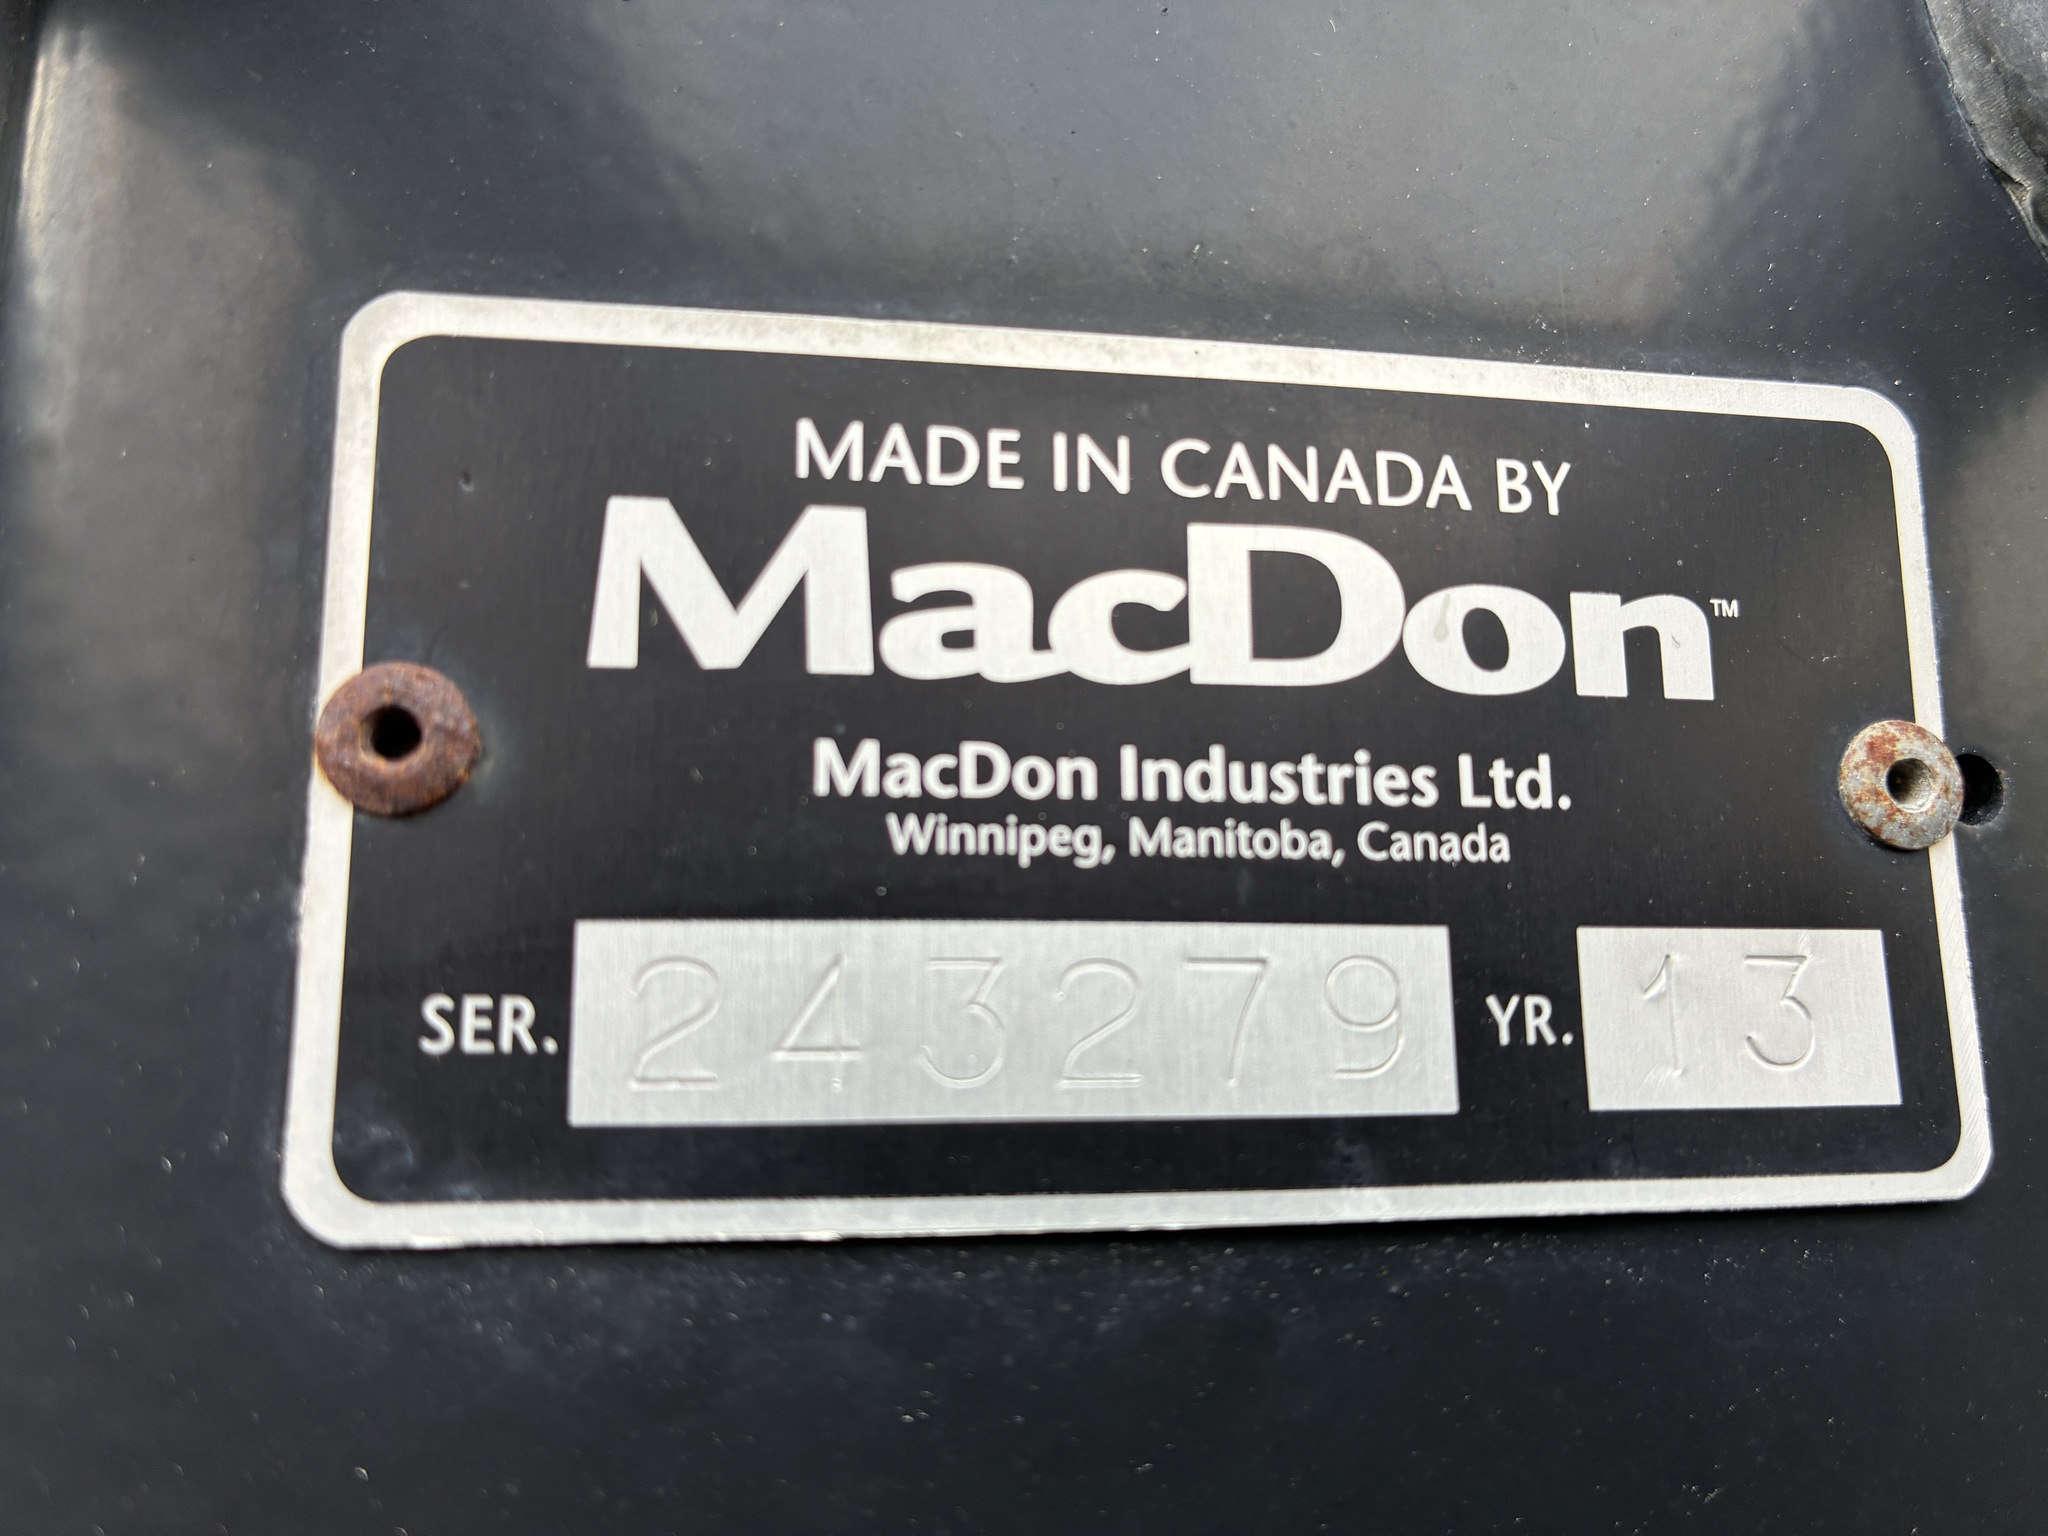 MADE IN CANADA BY
MacDon™
MacDon Industries Ltd.
Winnipeg, Manitoba, Canada
SER. 243279 YR. 13